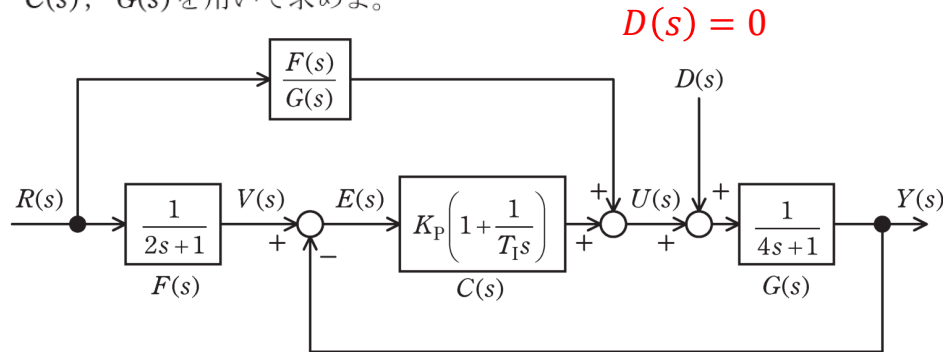 C(s), G(s)を用いて求めよ。
D(s) = 0
F(s)
G(s)
D(s)
R(s)
1
2s+1
F(s)
V(s)
+
−
E(s)
K_P(1+1/T_I s)
C(s)
+
+
U(s)
+
+
1
4s+1
G(s)
Y(s)